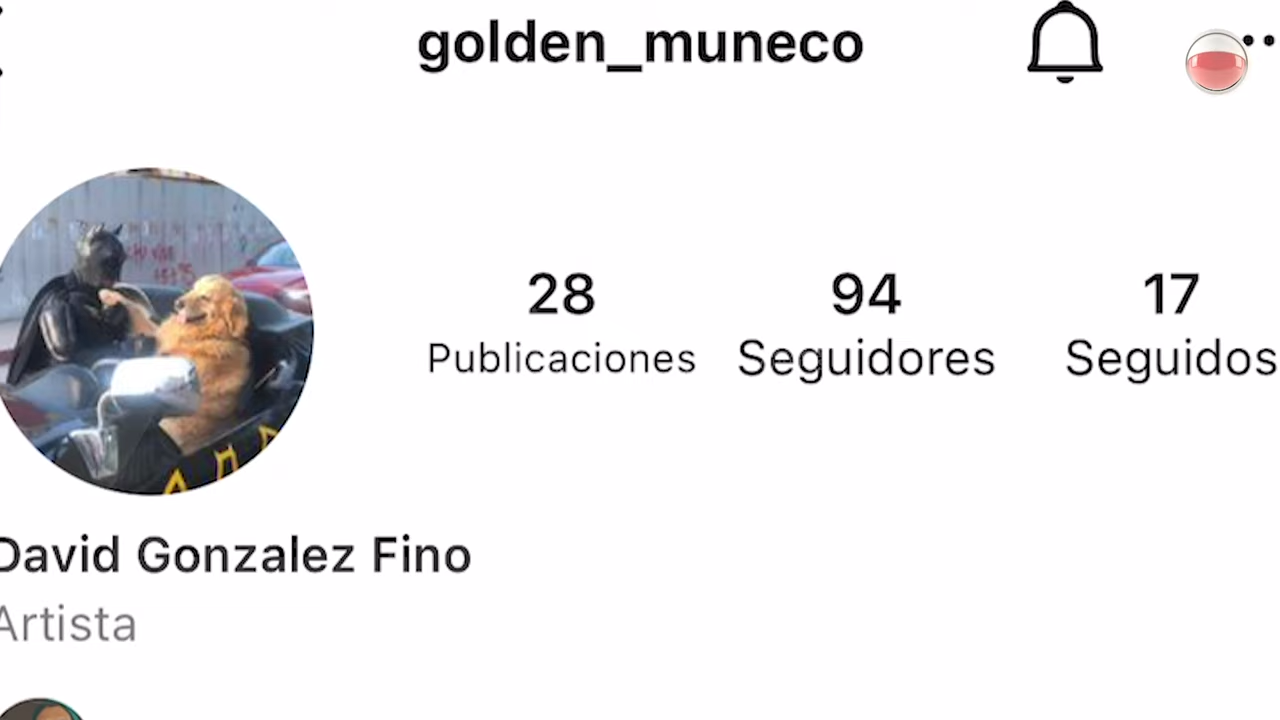 golden_muneco
28 94 17
Publicaciones Seguidores Seguidos
David Gonzalez Fino
Artista